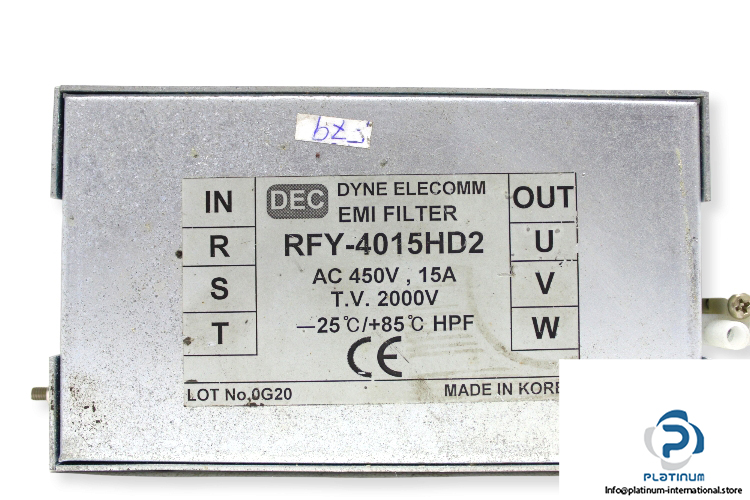 IN
R
S
T
DEC
DYNE ELECOMM
EMI FILTER
RFY-4015HD2
AC 450V , 15A
T.V. 2000V
—25℃/+85℃ HPF
CE
OUT
U
V
W
LOT No,0G20
MADE IN KORE
PLATINUM
Info@platinum-international.store